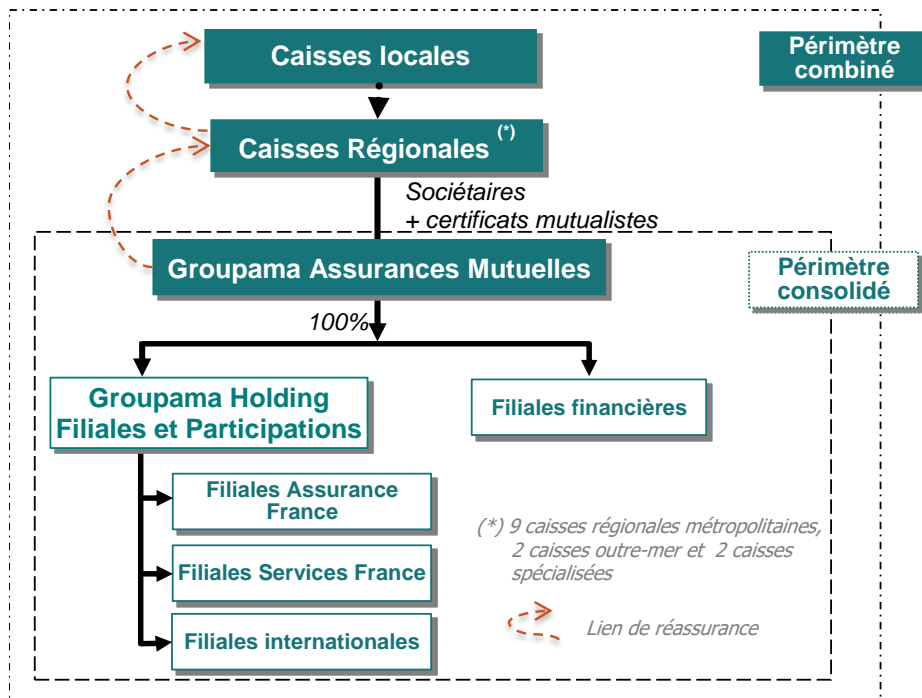 Caisses locales
Périmètre
combiné
Caisses Régionales (*)
Sociétaires
+ certificats mutualistes
Groupama Assurances Mutuelles
Périmètre
consolidé
100%
Groupama Holding
Filiales et Participations
Filiales financières
Filiales Assurance
France
Filiales Services France
Filiales internationales
(*) 9 caisses régionales métropolitaines,
2 caisses outre-mer et 2 caisses
spécialisées
Lien de réassurance